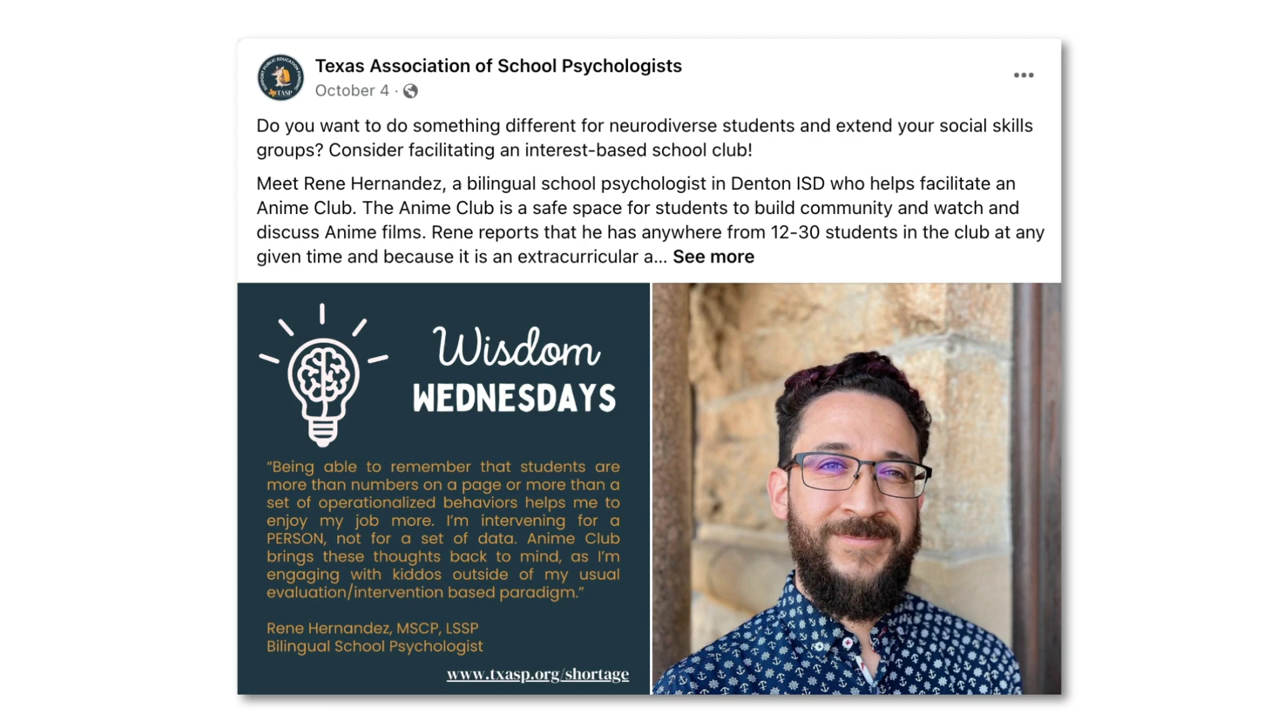 Texas Association of School Psychologists
October 4 ·
Do you want to do something different for neurodiverse students and extend your social skills
groups? Consider facilitating an interest-based school club!
Meet Rene Hernandez, a bilingual school psychologist in Denton ISD who helps facilitate an
Anime Club. The Anime Club is a safe space for students to build community and watch and
discuss Anime films. Rene reports that he has anywhere from 12-30 students in the club at any
given time and because it is an extracurricular a... See more
Wisdom
WEDNESDAYS
"Being able to remember that students are
more than numbers on a page or more than a
set of operationalized behaviors helps me to
enjoy my job more. I'm intervening for a
PERSON, not for a set of data. Anime Club
brings these thoughts back to mind, as I'm
engaging with kiddos outside of my usual
evaluation/intervention based paradigm."
Rene Hernandez, MSCP, LSSP
Bilingual School Psychologist
www.txasp.org/shortage